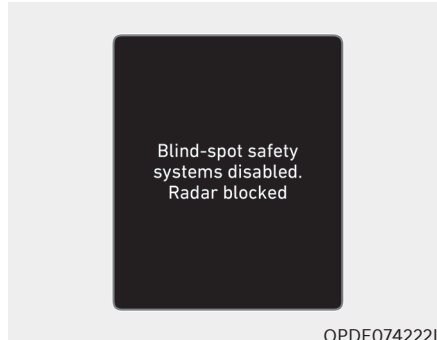 Blind-spot safety
systems disabled.
Radar blocked
OPDE074222L